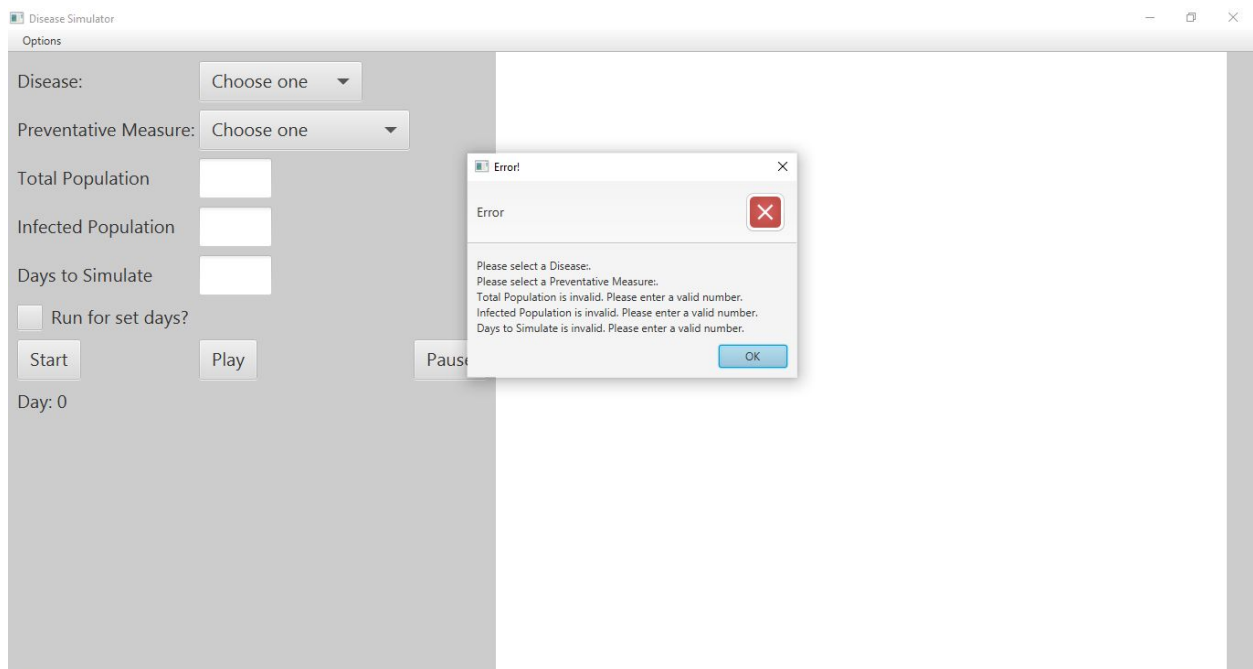 Disease Simulator
Options
Disease:
Choose one
Preventative Measure:
Choose one
Total Population
Infected Population
Days to Simulate
Run for set days?
Start
Play
Pause
Day: 0
Error!
Error
Please select a Disease:.
Please select a Preventative Measure:.
Total Population is invalid. Please enter a valid number.
Infected Population is invalid. Please enter a valid number.
Days to Simulate is invalid. Please enter a valid number.
OK